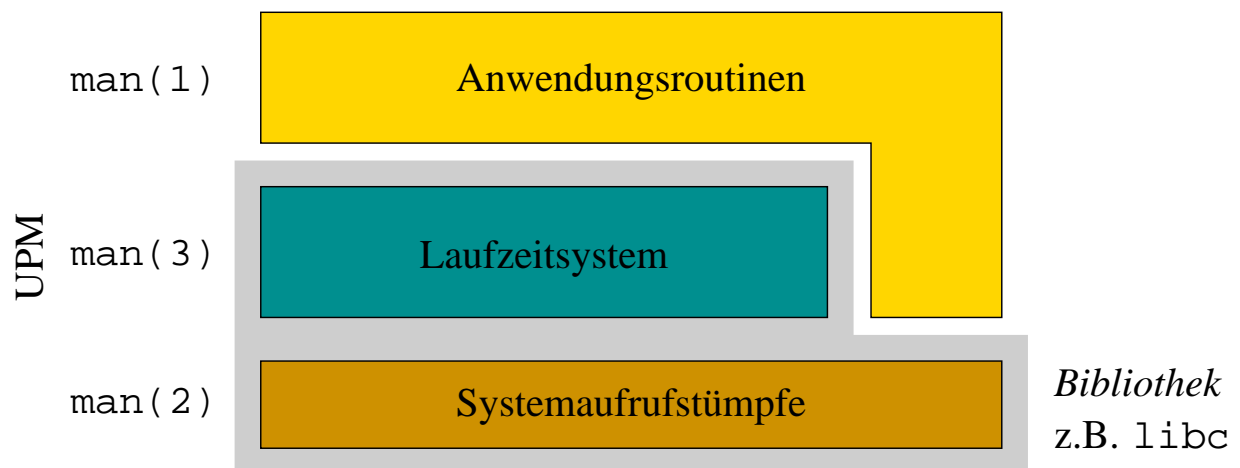 man(1)
Anwendungsroutinen
UPM
man(3)
Laufzeitsystem
man(2)
Systemaufrufstümpfe
Bibliothek
z.B. libc